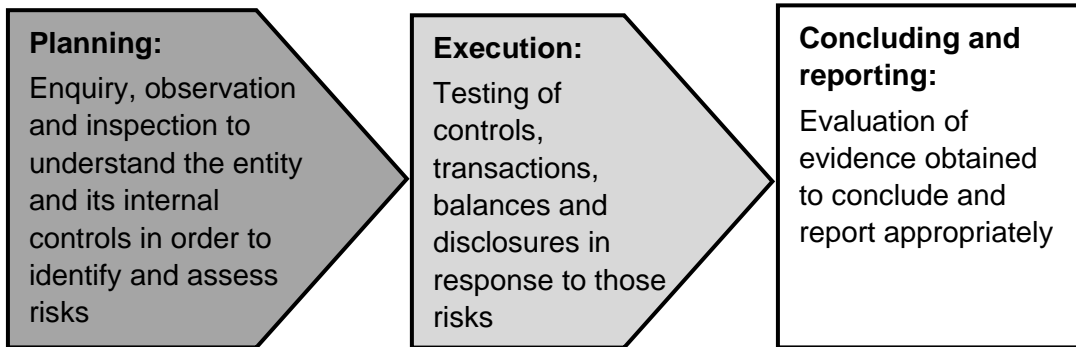 Planning:
Enquiry, observation
and inspection to
understand the entity
and its internal
controls in order to
identify and assess
risks
Execution:
Testing of
controls,
transactions,
balances and
disclosures in
response to those
risks
Concluding and
reporting:
Evaluation of
evidence obtained
to conclude and
report appropriately